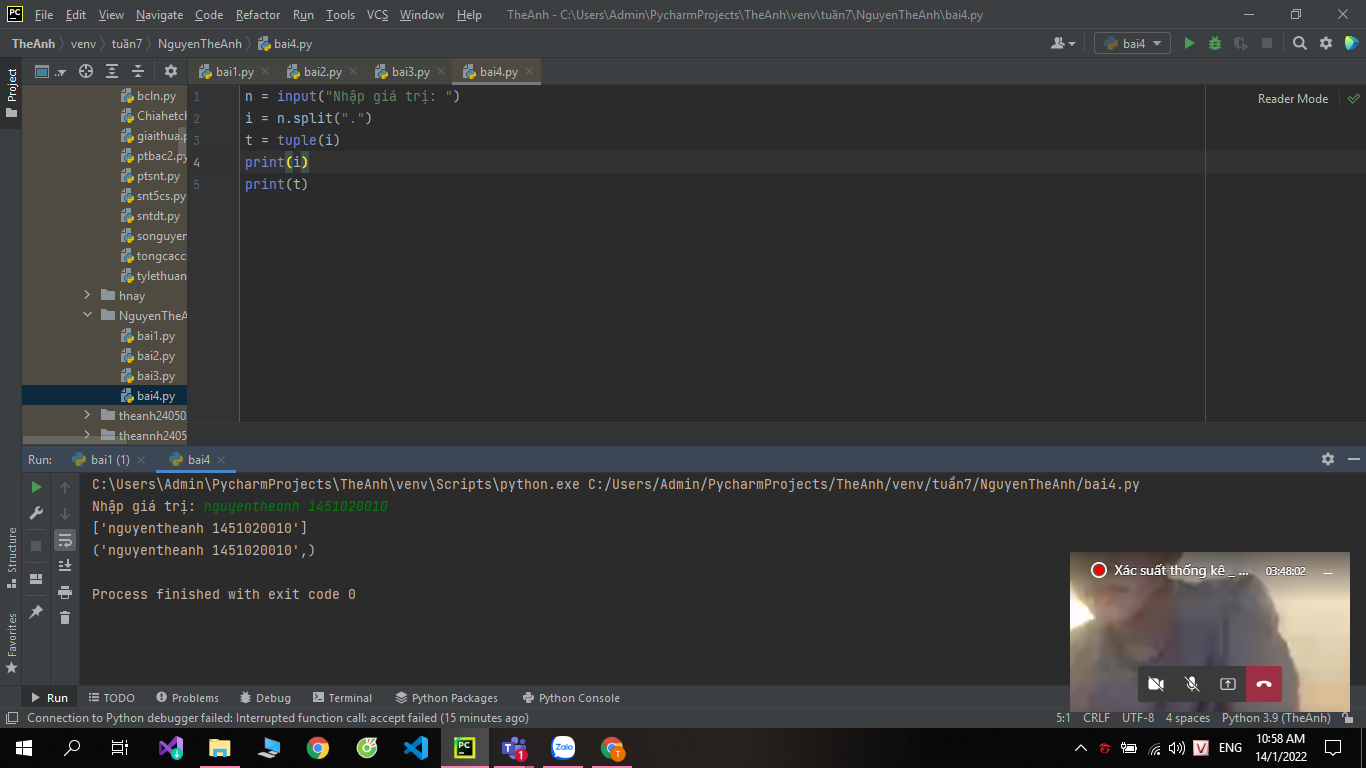 PC File Edit View Navigate Code Refactor Run Tools VCS Window Help TheAnh - C:\Users\Admin\PycharmProjects\TheAnh\venv\tuần7\NguyenTheAnh\bai4.py
TheAnh venv tuần7 NguyenTheAnh bai4.py bai4
Project
.. bai1.py bai2.py bai3.py bai4.py
bcln.py
Chiahetch
giaithua.p
ptbac2.py
ptsnt.py
snt5cs.py
sntdt.py
songuyen
tongcacc
tylethuan
hnay
NguyenTheA
bai1.py
bai2.py
bai3.py
bai4.py
theanh24050
theannh2405
1 n = input("Nhập giá trị: ")
2 i = n.split(".")
3 t = tuple(i)
4 print(i)
5 print(t)
Reader Mode
Run: bai1 (1) bai4
C:\Users\Admin\PycharmProjects\TheAnh\venv\Scripts\python.exe C:/Users/Admin/PycharmProjects/TheAnh/venv/tuần7/NguyenTheAnh/bai4.py
Nhập giá trị: nguyentheanh 1451020010
['nguyentheanh 1451020010']
('nguyentheanh 1451020010',)
Process finished with exit code 0
Structure
Favorites
Xác suất thống kê _ ... 03:48:02
Run TODO Problems Debug Terminal Python Packages Python Console
Connection to Python debugger failed: Interrupted function call: accept failed (15 minutes ago) 5:1 CRLF UTF-8 4 spaces Python 3.9 (TheAnh)
PC 1 Zalo T V ENG 10:58 AM
14/1/2022